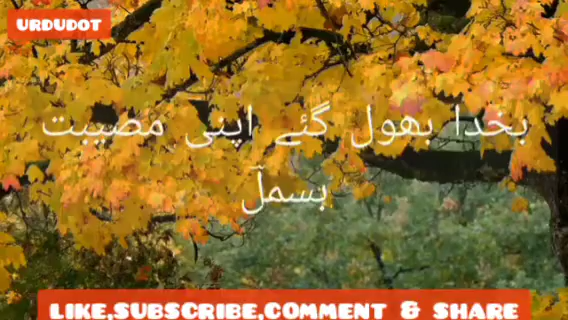 URDUDOT
بخدا بھول گئے اپنی مصیبت
بسملؔ
LIKE,SUBSCRIBE,COMMENT & SHARE